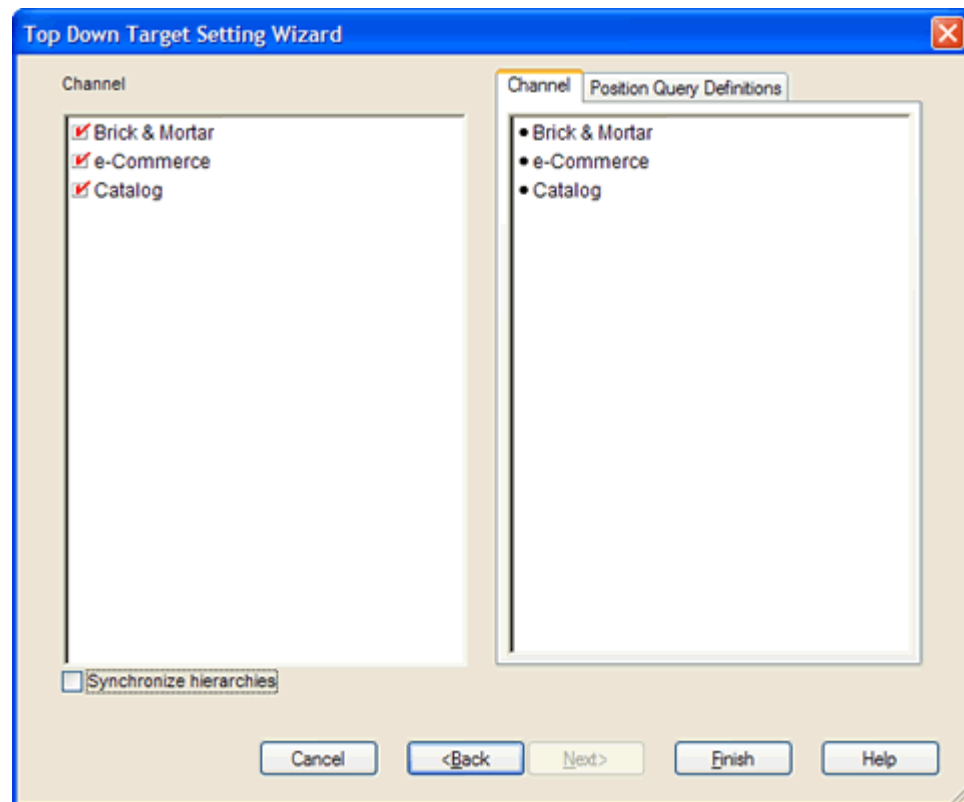 Top Down Target Setting Wizard
Channel
Brick & Mortar
e-Commerce
Catalog
Synchronize hierarchies
Channel Position Query Definitions
Brick & Mortar
e-Commerce
Catalog
Cancel <Back Next> Finish Help